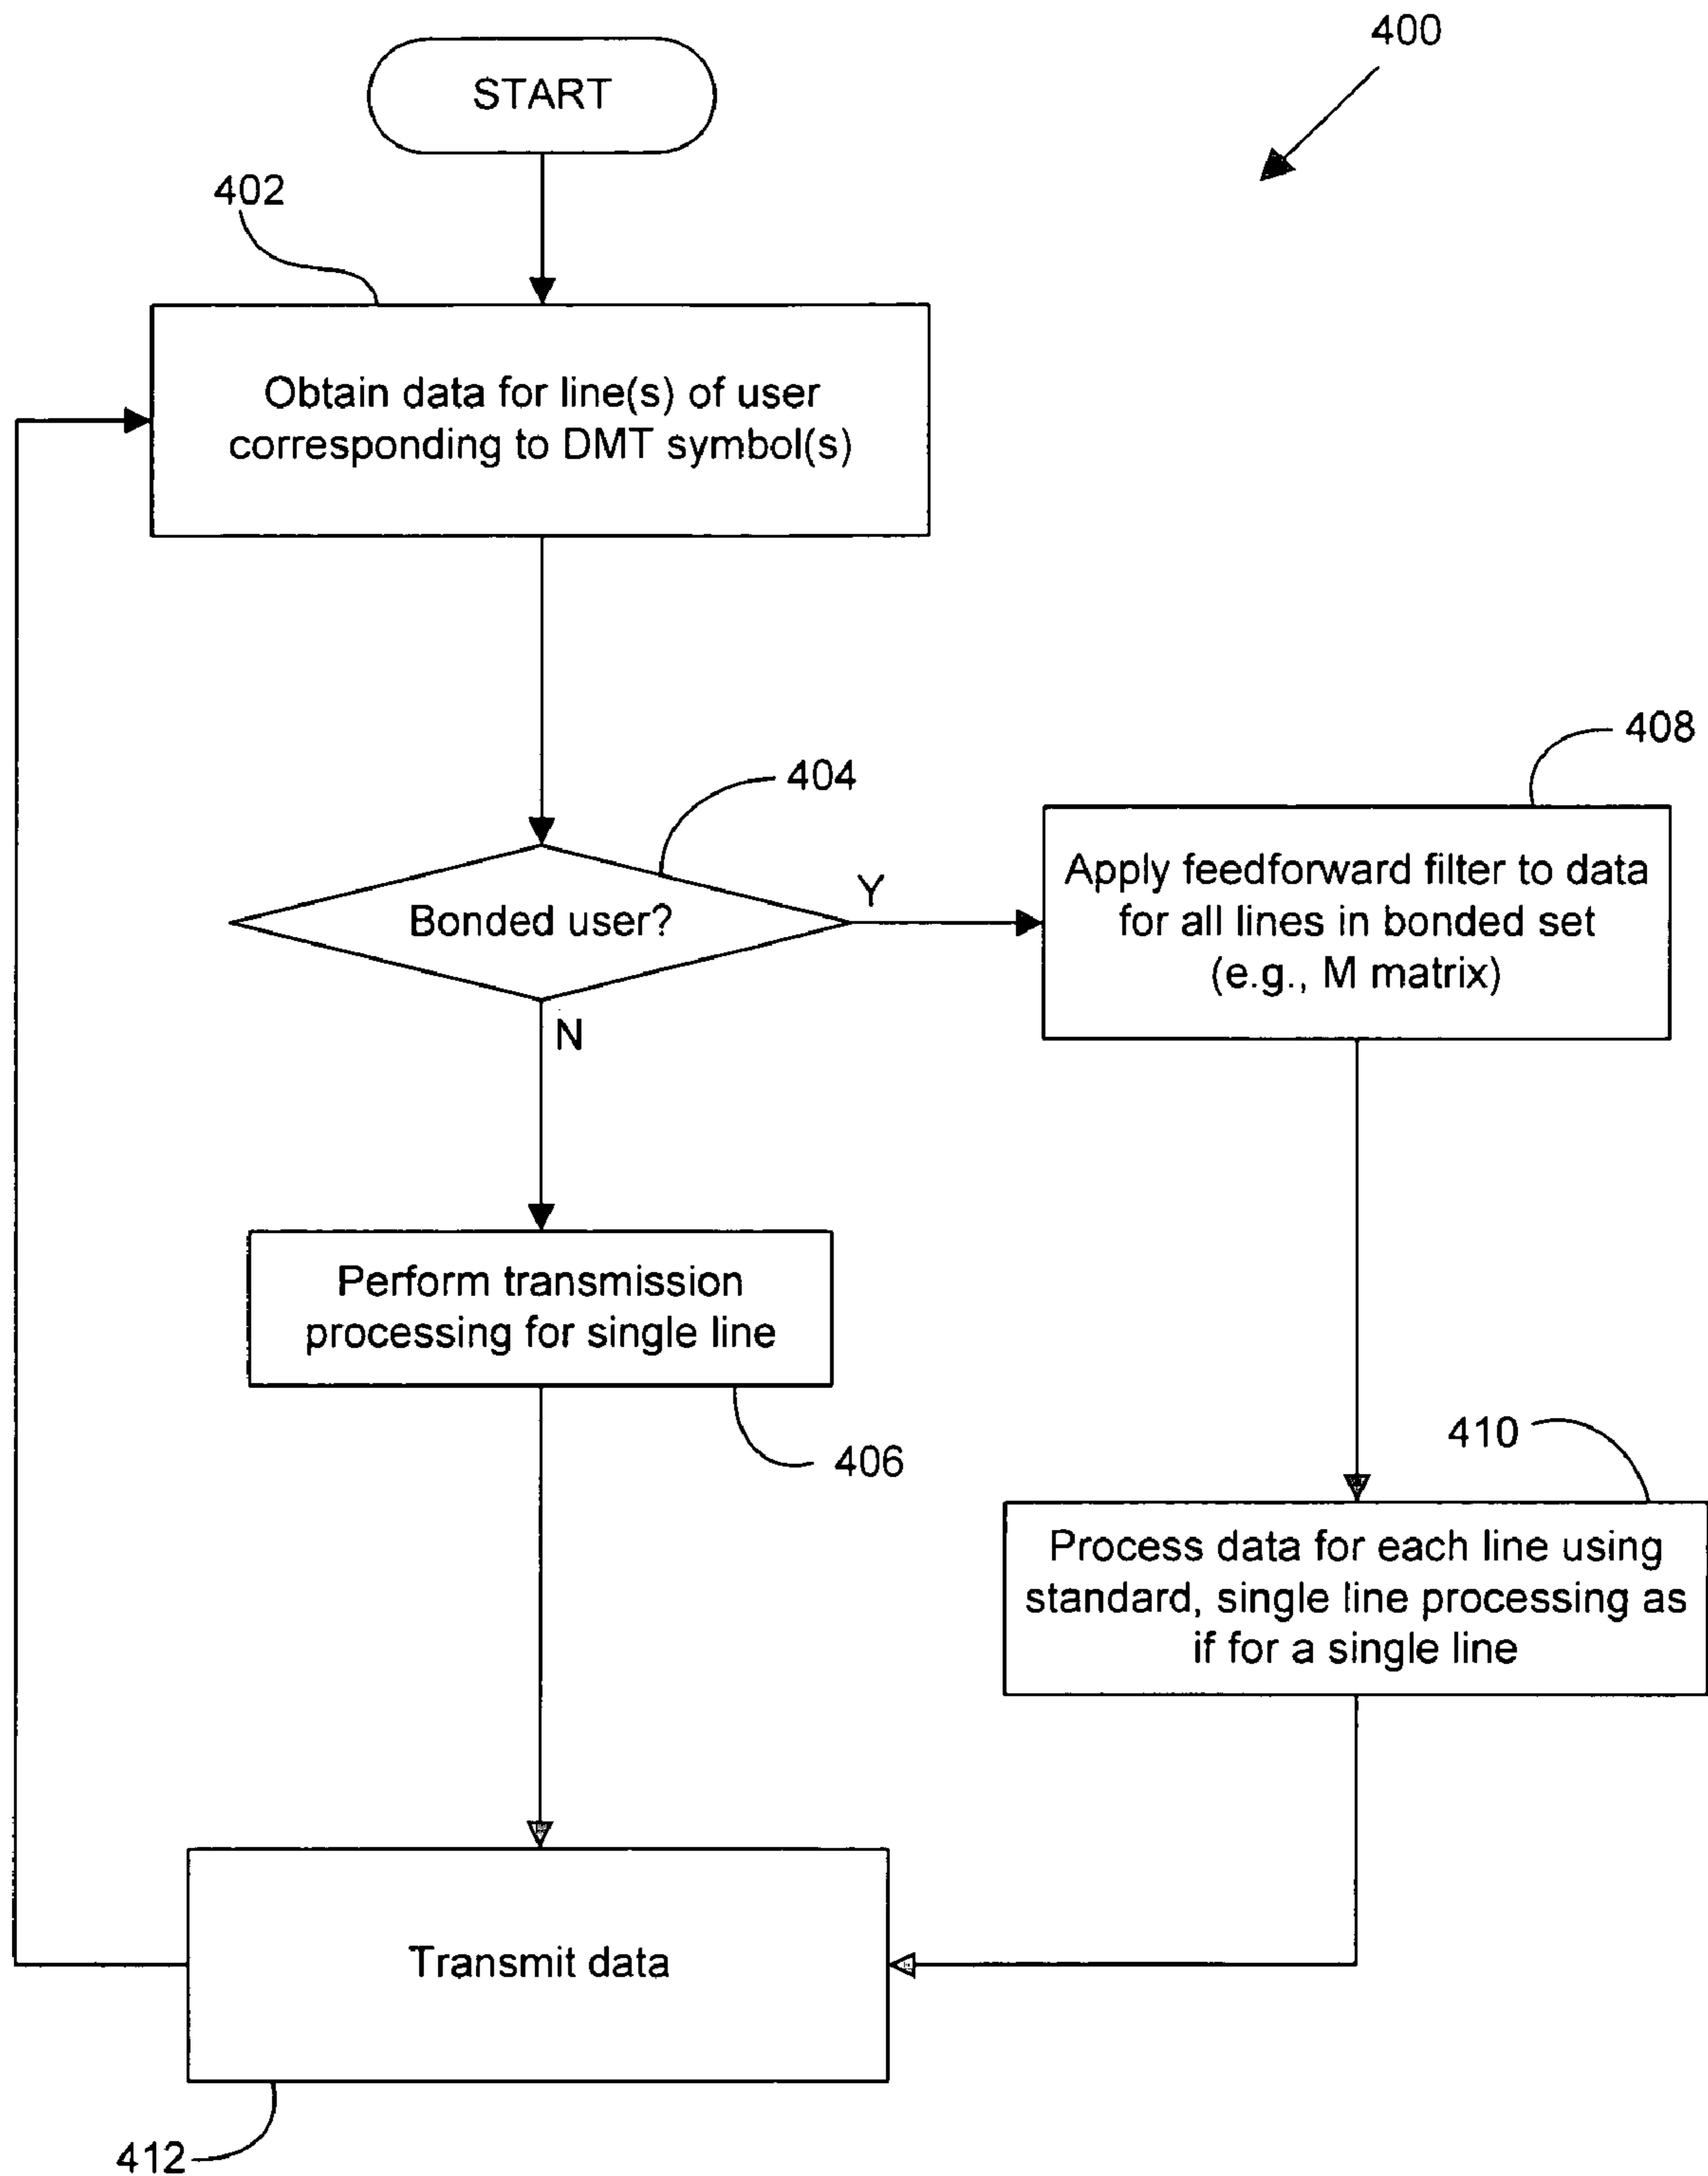 400
START
402
Obtain data for line(s) of user
corresponding to DMT symbol(s)
404
Bonded user?
Y
N
408
Apply feedforward filter to data
for all lines in bonded set
(e.g., M matrix)
Perform transmission
processing for single line
406
410
Process data for each line using
standard, single line processing as
if for a single line
Transmit data
412